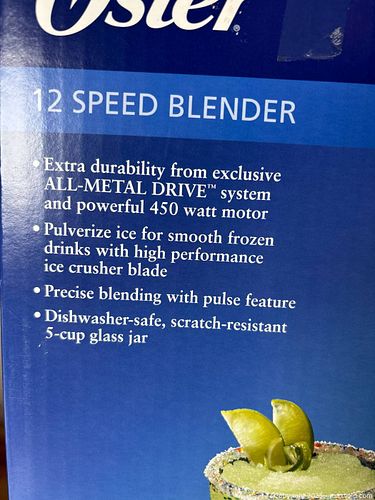 Oster
12 SPEED BLENDER
• Extra durability from exclusive
ALL-METAL DRIVE™ system
and powerful 450 watt motor
• Pulverize ice for smooth frozen
drinks with high performance
ice crusher blade
• Precise blending with pulse feature
• Dishwasher-safe, scratch-resistant
5-cup glass jar